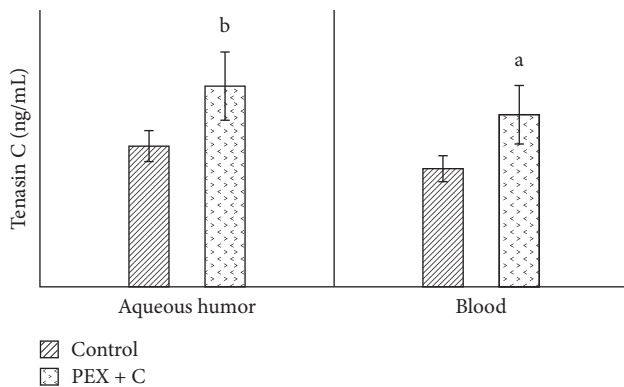 b
a
Tenasin C (ng/mL)
Aqueous humor
Blood
Control
PEX + C